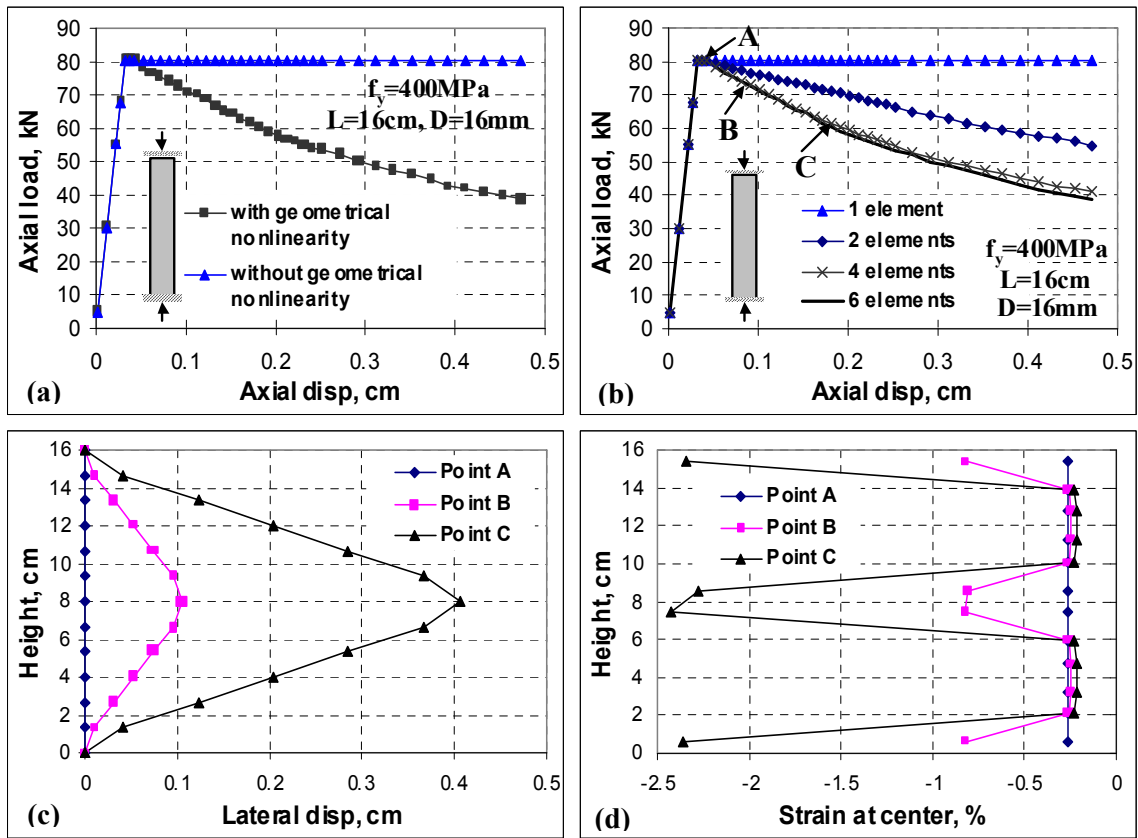 90
80
70
60
50
40
30
20
10
0
Axial load, kN
f_y=400MPa
L=16cm, D=16mm
with geometrical
nonlinearity
without geometrical
nonlinearity
0 0.1 0.2 0.3 0.4 0.5
(a) Axial disp, cm
90
80
70
60
50
40
30
20
10
0
Axial load, kN
A
B
C
1 element
2 elements
4 elements
6 elements
f_y=400MPa
L=16cm
D=16mm
0 0.1 0.2 0.3 0.4 0.5
(b) Axial disp, cm
16
14
12
10
8
6
4
2
0
Height, cm
Point A
Point B
Point C
0 0.1 0.2 0.3 0.4 0.5
(c) Lateral disp, cm
16
14
12
10
8
6
4
2
0
Height, cm
Point A
Point B
Point C
-2.5 -2 -1.5 -1 -0.5 0
(d) Strain at center, %